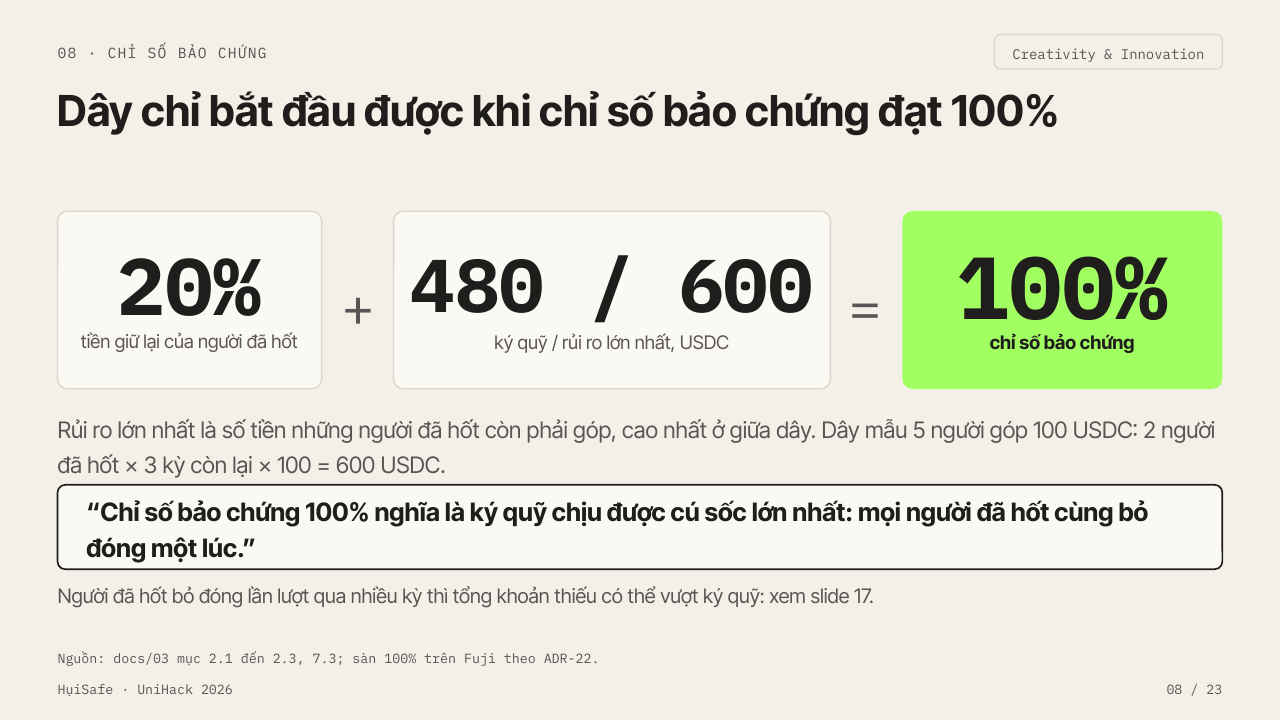 08 · CHỈ SỐ BẢO CHỨNG
Creativity & Innovation
Dây chỉ bắt đầu được khi chỉ số bảo chứng đạt 100%
20%
tiền giữ lại của người đã hốt
+
480 / 600
ký quỹ / rủi ro lớn nhất, USDC
=
100%
chỉ số bảo chứng
Rủi ro lớn nhất là số tiền những người đã hốt còn phải góp, cao nhất ở giữa dây. Dây mẫu 5 người góp 100 USDC: 2 người
đã hốt × 3 kỳ còn lại × 100 = 600 USDC.
“Chỉ số bảo chứng 100% nghĩa là ký quỹ chịu được cú sốc lớn nhất: mọi người đã hốt cùng bỏ
đóng một lúc.”
Người đã hốt bỏ đóng lần lượt qua nhiều kỳ thì tổng khoản thiếu có thể vượt ký quỹ: xem slide 17.
Nguồn: docs/03 mục 2.1 đến 2.3, 7.3; sàn 100% trên Fuji theo ADR-22.
HụiSafe · UniHack 2026
08 / 23